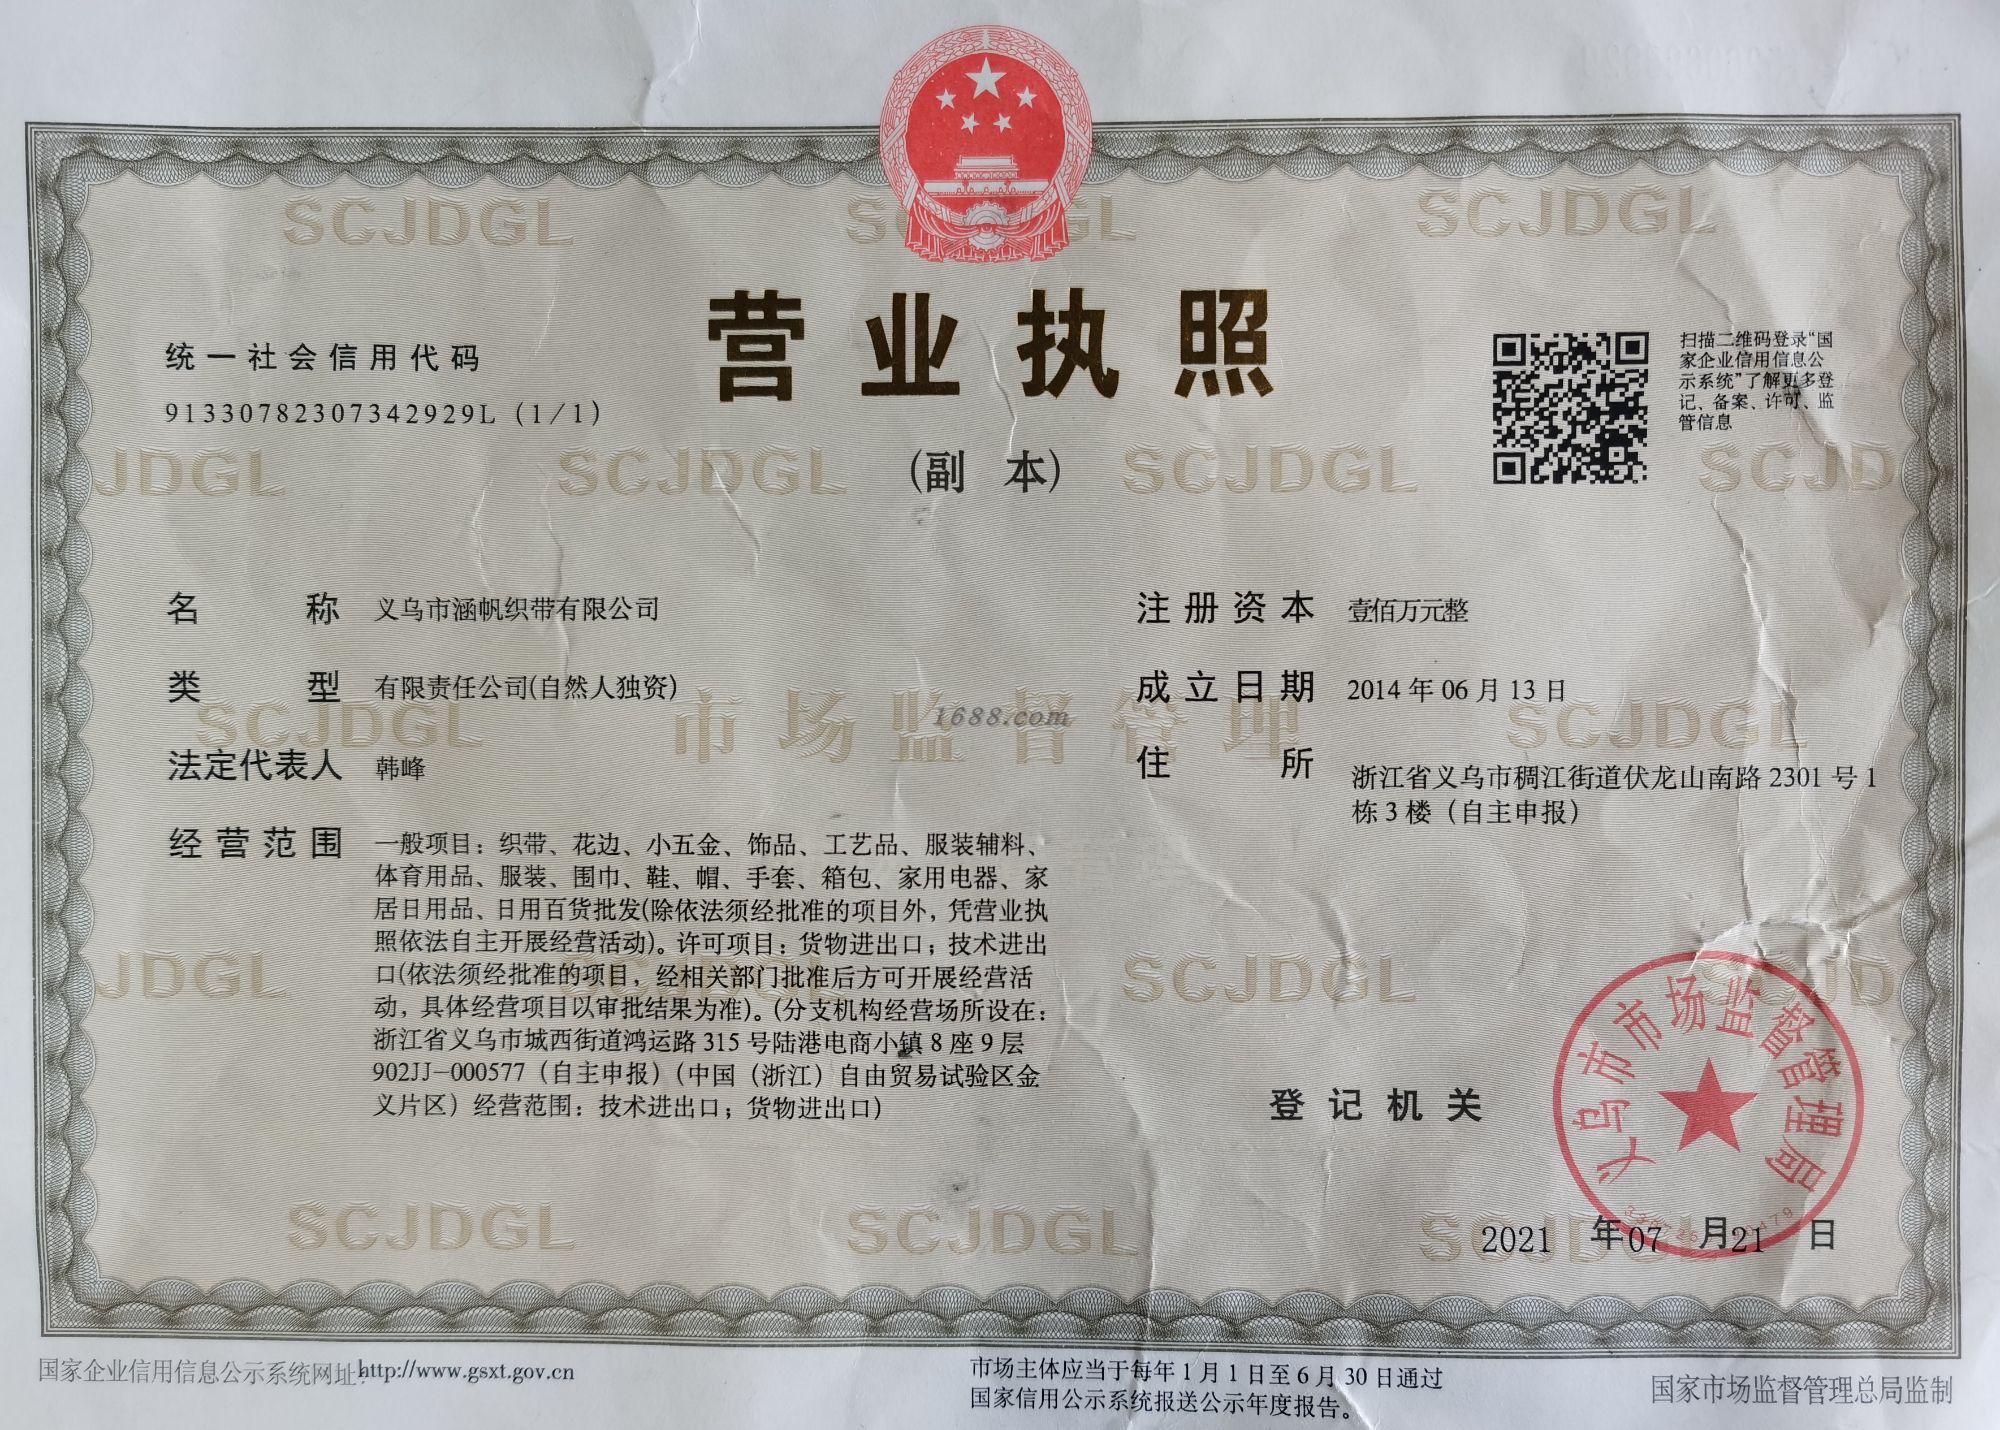 营业执照
(副 本)
统一社会信用代码
91330782307342929L (1/1)
扫描二维码登录“国
家企业信用信息公
示系统”了解更多登
记、备案、许可、监
管信息
名 称 义乌市涵帆织带有限公司
类 型 有限责任公司(自然人独资)
法定代表人 韩峰
经营范围 一般项目：织带、花边、小五金、饰品、工艺品、服装辅料、
体育用品、服装、围巾、鞋、帽、手套、箱包、家用电器、家
居日用品、日用百货批发(除依法须经批准的项目外，凭营业执
照依法自主开展经营活动)。许可项目：货物进出口；技术进出
口(依法须经批准的项目，经相关部门批准后方可开展经营活
动，具体经营项目以审批结果为准)。(分支机构经营场所设在：
浙江省义乌市城西街道鸿运路 315 号陆港电商小镇 8 座 9 层
902JJ-000577（自主申报）（中国（浙江）自由贸易试验区金
义片区）经营范围：技术进出口；货物进出口)
注册资本 壹佰万元整
成立日期 2014 年 06 月 13 日
住 所 浙江省义乌市稠江街道伏龙山南路 2301 号 1
栋 3 楼（自主申报）
登记机关
义乌市市场监督管理局
2021 年07 月21 日
SCJDGL
SCJDGL
市场监督管理
1688.com
国家企业信用信息公示系统网址：http://www.gsxt.gov.cn
市场主体应当于每年 1 月 1 日至 6 月 30 日通过
国家信用公示系统报送公示年度报告。
国家市场监督管理总局监制